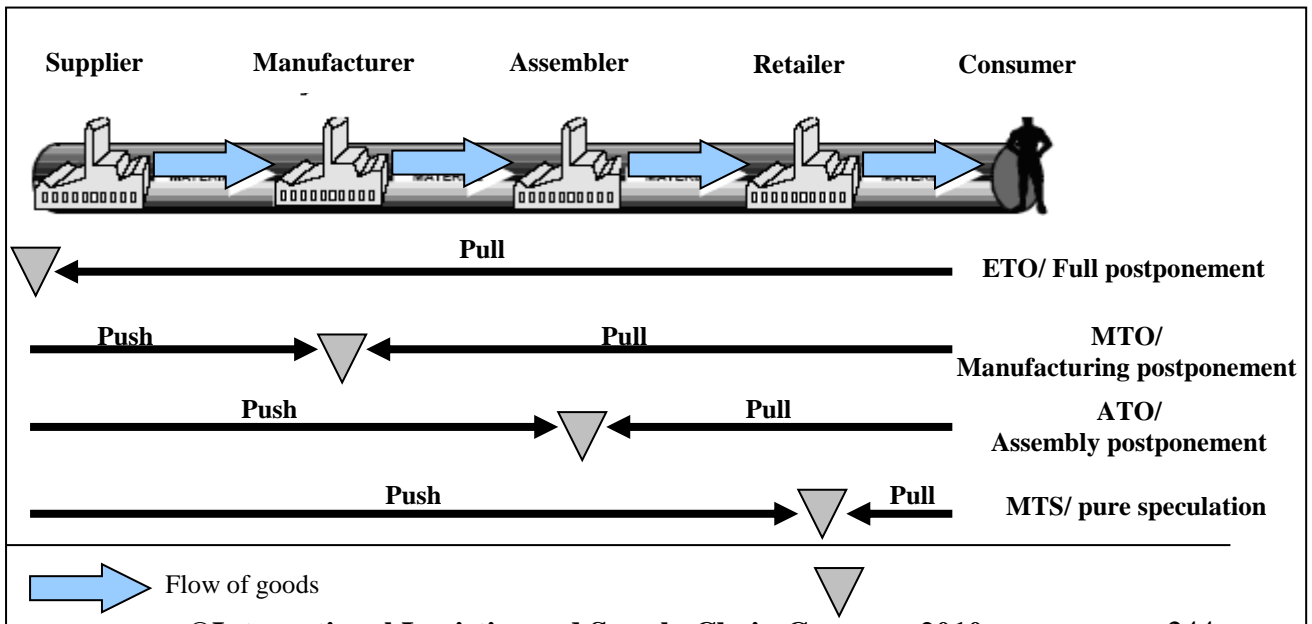 Supplier Manufacturer Assembler Retailer Consumer
Pull
ETO/ Full postponement
Push Pull MTO/
Manufacturing postponement
Push Pull ATO/
Assembly postponement
Push Pull MTS/ pure speculation
Flow of goods